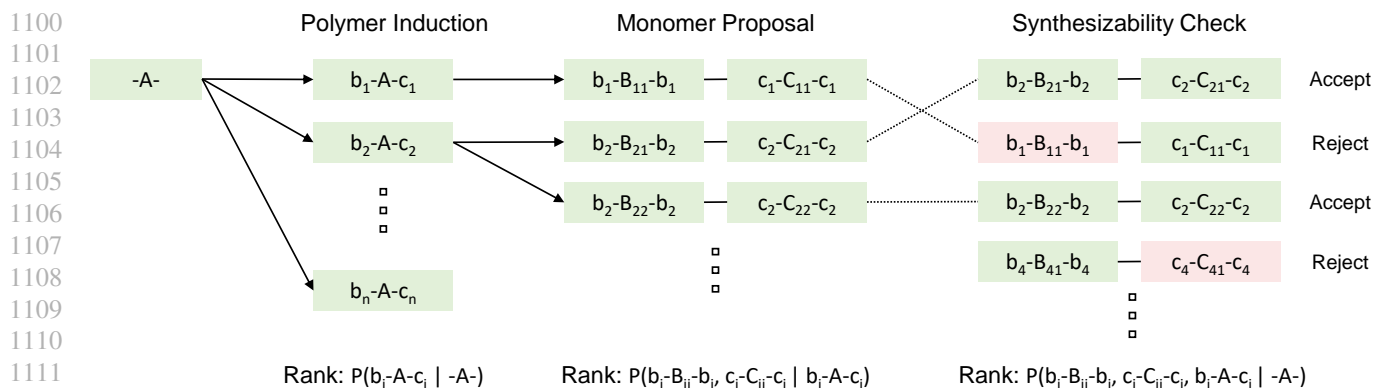 1100
1101
1102
1103
1104
1105
1106
1107
1108
1109
1110
1111
Polymer Induction Monomer Proposal Synthesizability Check
-A- b₁-A-c₁ b₁-B₁₁-b₁ c₁-C₁₁-c₁ b₂-B₂₁-b₂ c₂-C₂₁-c₂ Accept
b₂-A-c₂ b₂-B₂₁-b₂ c₂-C₂₁-c₂ b₁-B₁₁-b₁ c₁-C₁₁-c₁ Reject
b₂-B₂₂-b₂ c₂-C₂₂-c₂ b₂-B₂₂-b₂ c₂-C₂₂-c₂ Accept
b₄-B₄₁-b₄ c₄-C₄₁-c₄ Reject
bₙ-A-cₙ
Rank: P(bᵢ-A-cᵢ | -A-) Rank: P(bᵢ-Bᵢⱼ-bᵢ, cᵢ-Cᵢⱼ-cᵢ | bᵢ-A-cᵢ) Rank: P(bᵢ-Bᵢⱼ-bᵢ, cᵢ-Cᵢⱼ-cᵢ, bᵢ-A-cᵢ | -A-)